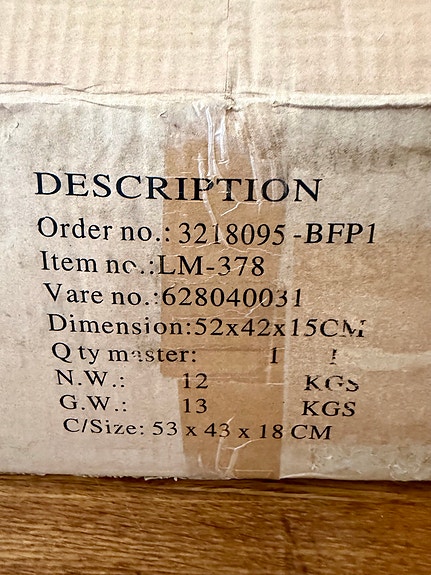 DESCRIPTION
Order no.: 3218095 -BFP1
Item no.:LM-378
Vare no.:628040031
Dimension:52x42x15CM
Q ty master: 1
N.W.: 12 KGS
G.W.: 13 KGS
C/Size: 53 x 43 x 18 CM